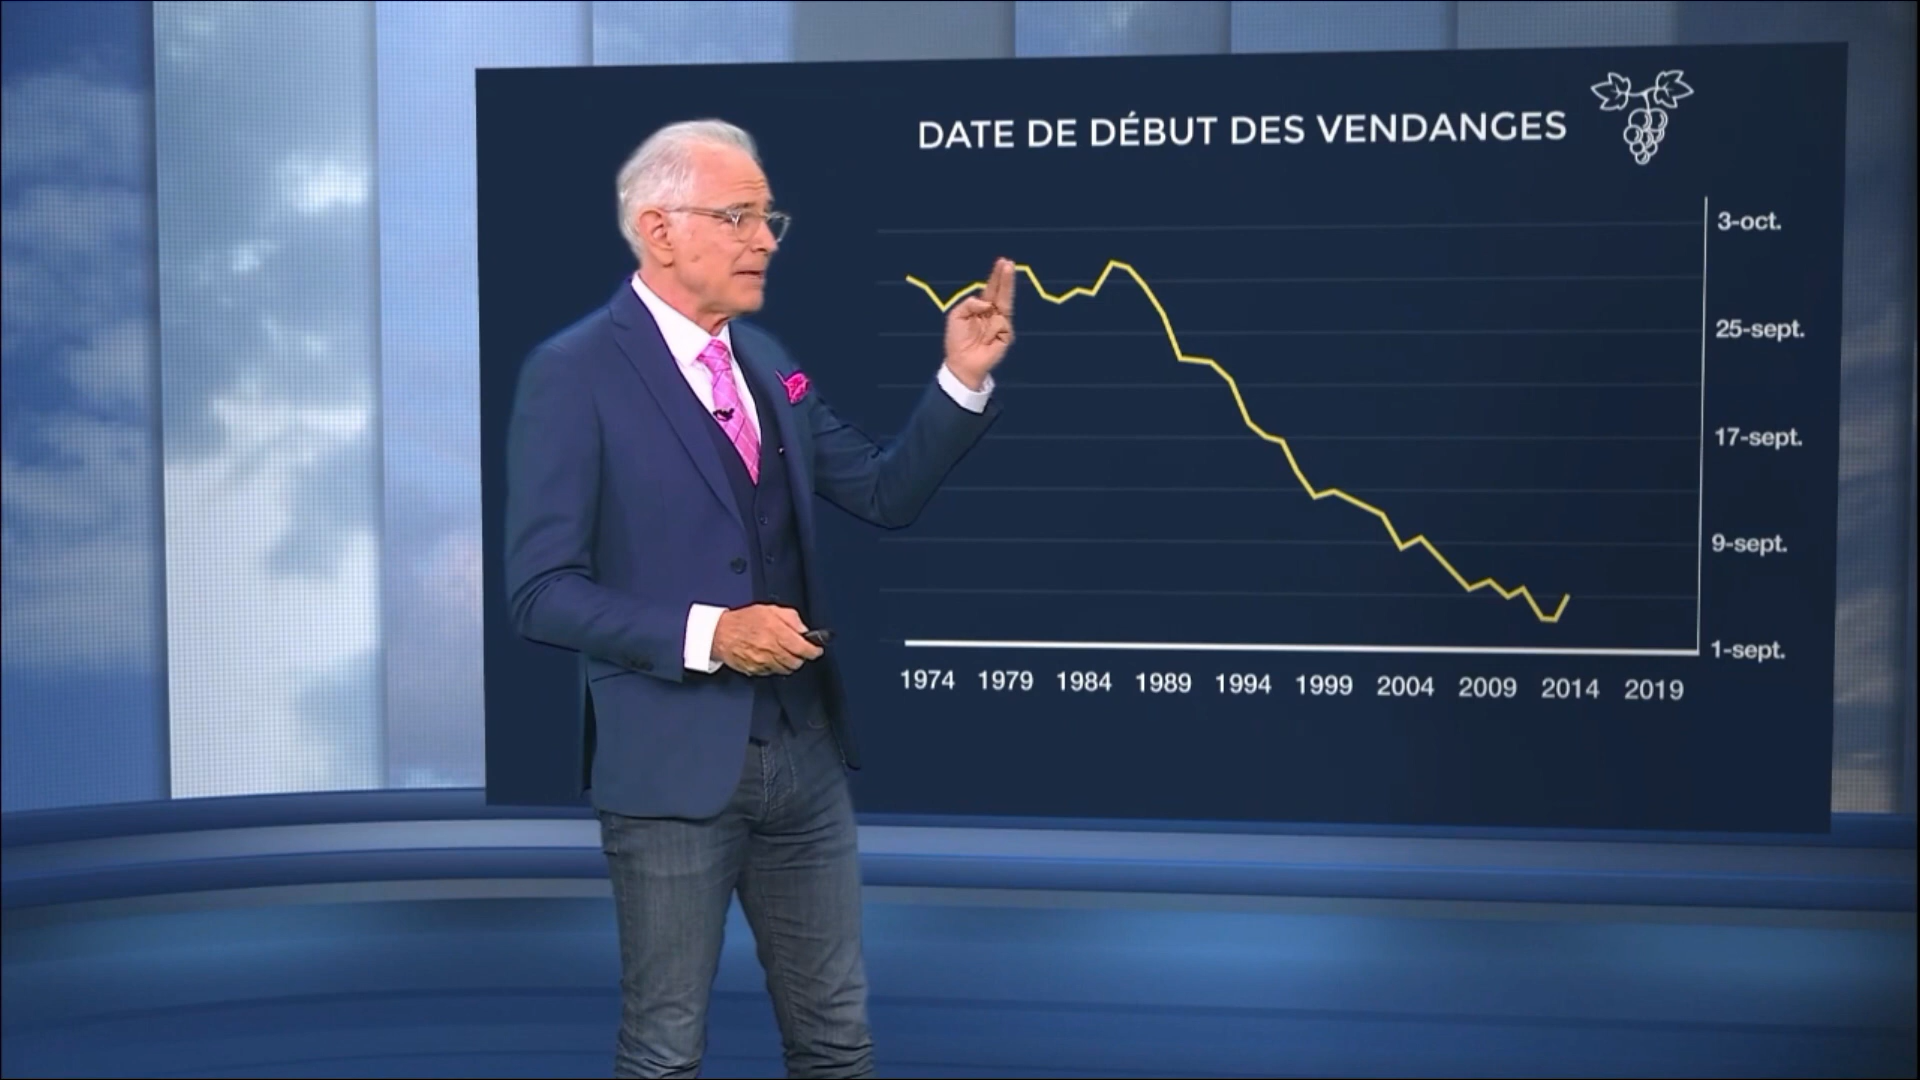 DATE DE DÉBUT DES VENDANGES
3-oct.
25-sept.
17-sept.
9-sept.
1-sept.
1974 1979 1984 1989 1994 1999 2004 2009 2014 2019